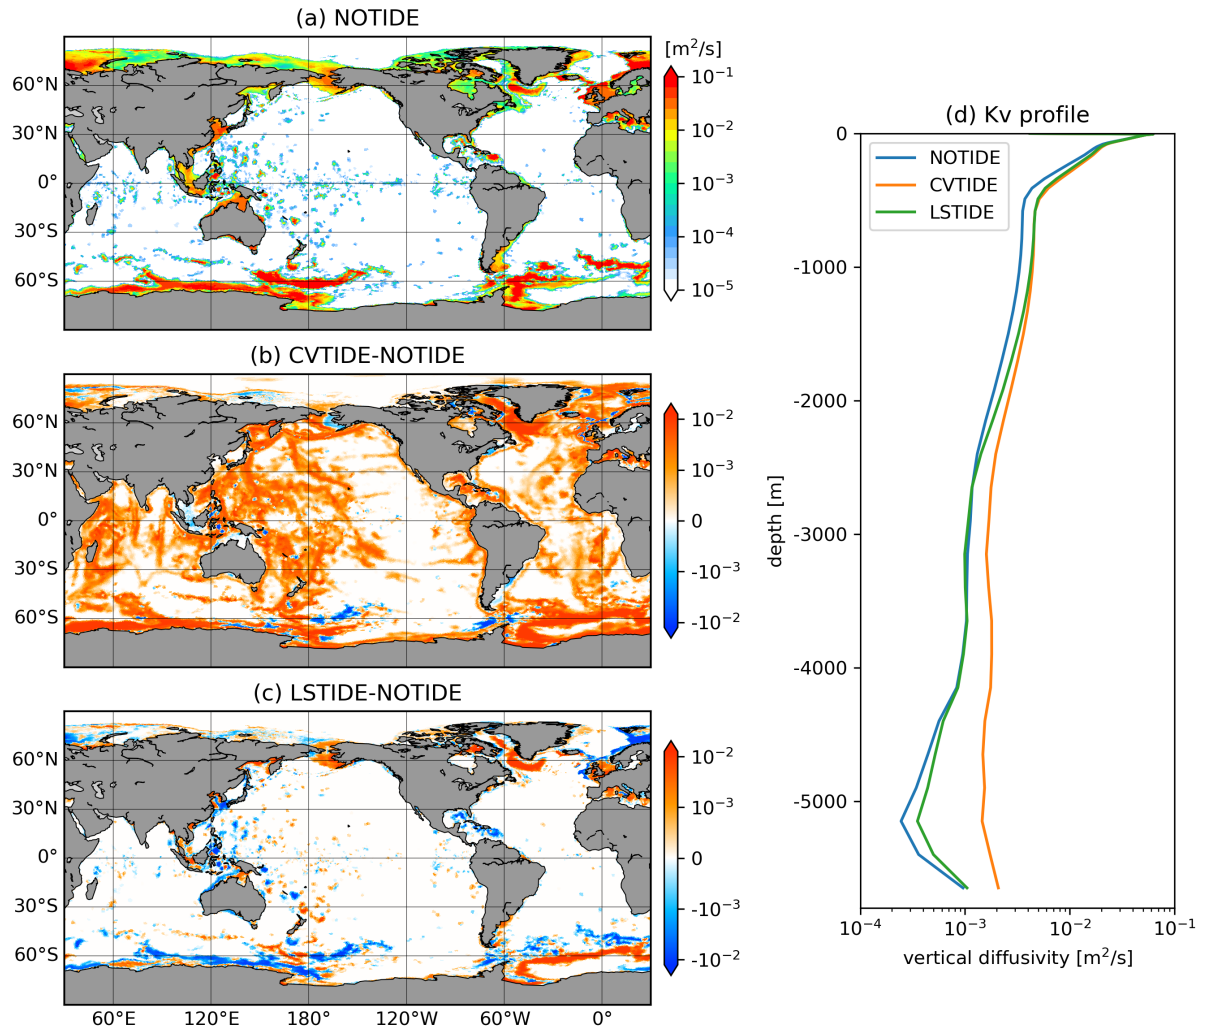 (a) NOTIDE
[m²/s]
60°N
30°N
0°
30°S
60°S
10⁻¹
10⁻²
10⁻³
10⁻⁴
10⁻⁵
(b) CVTIDE-NOTIDE
60°N
30°N
0°
30°S
60°S
10⁻²
10⁻³
0
-10⁻³
-10⁻²
(c) LSTIDE-NOTIDE
60°N
30°N
0°
30°S
60°S
60°E
120°E
180°
120°W
60°W
0°
10⁻²
10⁻³
0
-10⁻³
-10⁻²
(d) Kv profile
NOTIDE
CVTIDE
LSTIDE
0
-1000
-2000
-3000
-4000
-5000
depth [m]
10⁻⁴
10⁻³
10⁻²
10⁻¹
vertical diffusivity [m²/s]